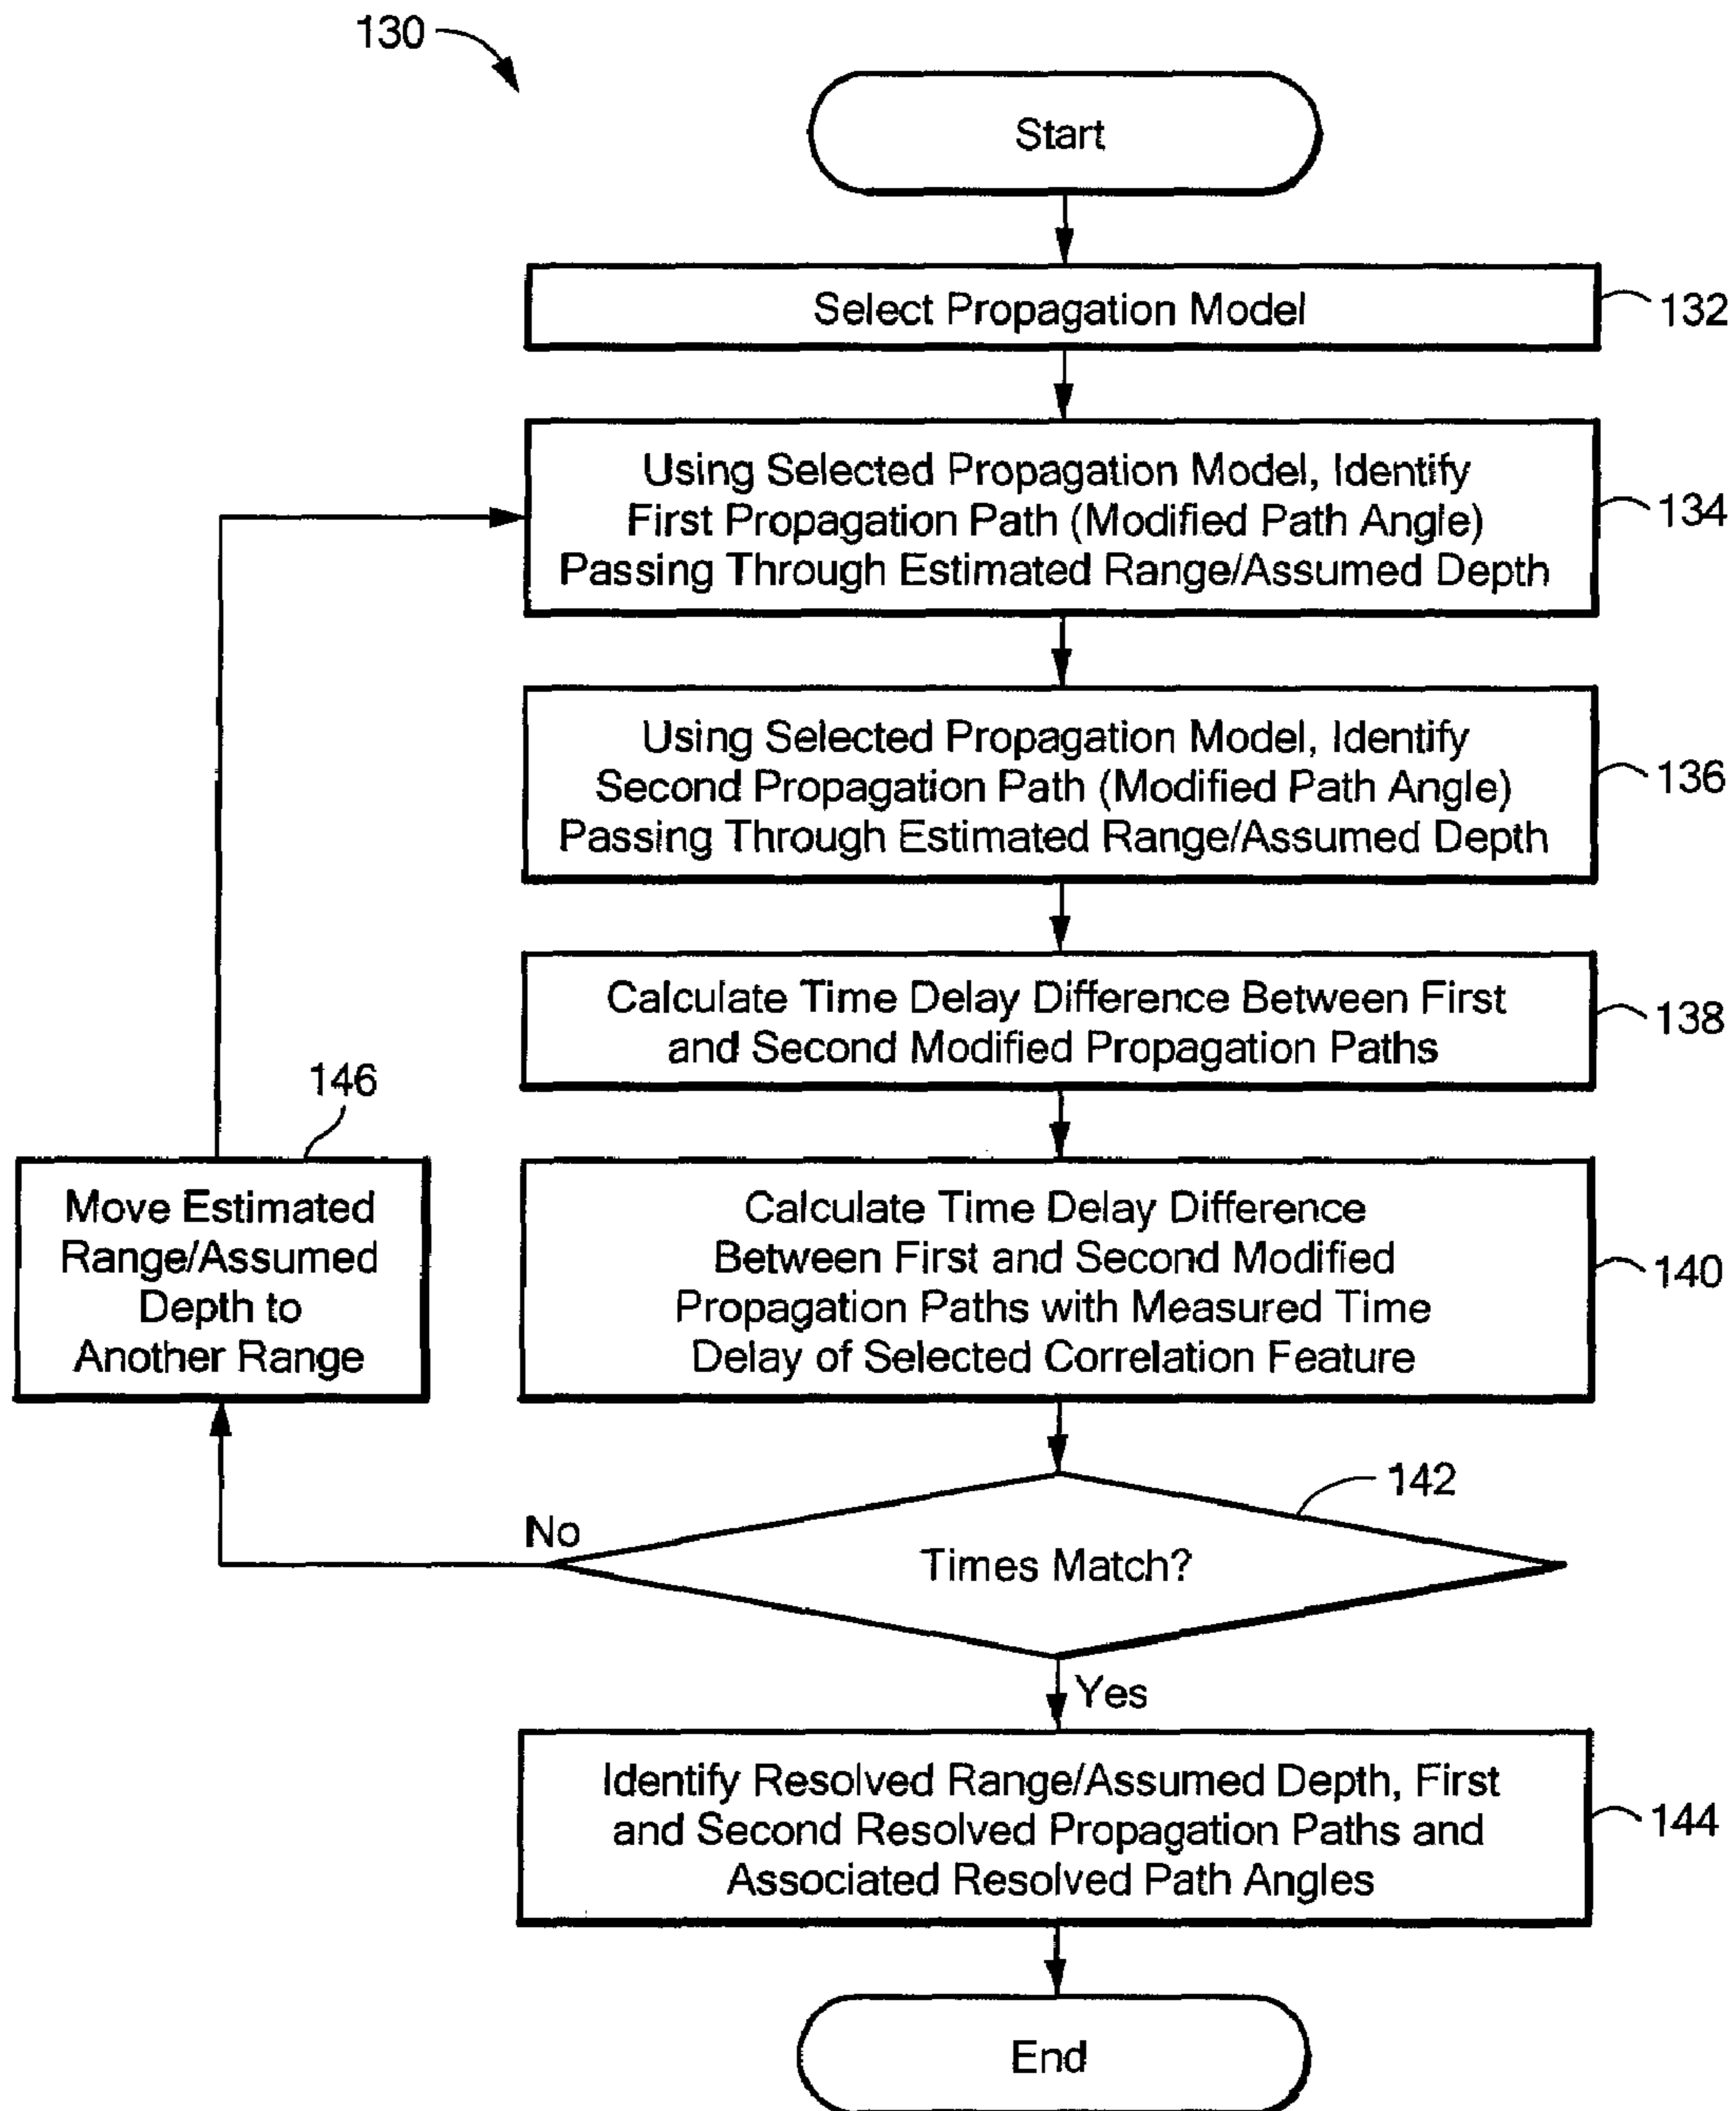 130
Start
Select Propagation Model
132
Using Selected Propagation Model, Identify
First Propagation Path (Modified Path Angle)
Passing Through Estimated Range/Assumed Depth
134
Using Selected Propagation Model, Identify
Second Propagation Path (Modified Path Angle)
Passing Through Estimated Range/Assumed Depth
136
Calculate Time Delay Difference Between First
and Second Modified Propagation Paths
138
146
Move Estimated
Range/Assumed
Depth to
Another Range
Calculate Time Delay Difference
Between First and Second Modified
Propagation Paths with Measured Time
Delay of Selected Correlation Feature
140
142
No
Times Match?
Yes
Identify Resolved Range/Assumed Depth, First
and Second Resolved Propagation Paths and
Associated Resolved Path Angles
144
End